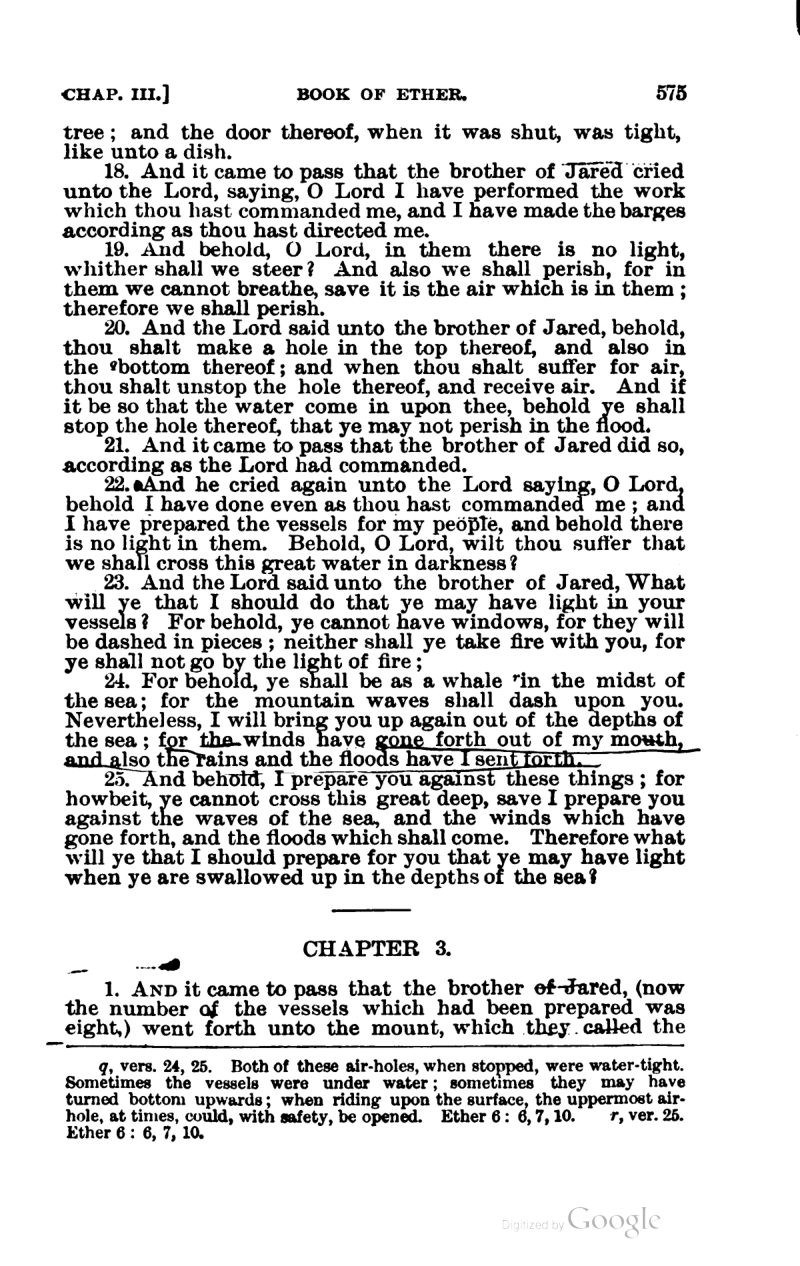 CHAP. III.] BOOK OF ETHER. 575
tree; and the door thereof, when it was shut, was tight,
like unto a dish.
18. And it came to pass that the brother of Jared cried
unto the Lord, saying, O Lord I have performed the work
which thou hast commanded me, and I have made the barges
according as thou hast directed me.
19. And behold, O Lord, in them there is no light,
whither shall we steer? And also we shall perish, for in
them we cannot breathe, save it is the air which is in them;
therefore we shall perish.
20. And the Lord said unto the brother of Jared, behold,
thou shalt make a hole in the top thereof, and also in
the qbottom thereof; and when thou shalt suffer for air,
thou shalt unstop the hole thereof, and receive air. And if
it be so that the water come in upon thee, behold ye shall
stop the hole thereof, that ye may not perish in the flood.
21. And it came to pass that the brother of Jared did so,
according as the Lord had commanded.
22. And he cried again unto the Lord saying, O Lord,
behold I have done even as thou hast commanded me; and
I have prepared the vessels for my people, and behold there
is no light in them. Behold, O Lord, wilt thou suffer that
we shall cross this great water in darkness?
23. And the Lord said unto the brother of Jared, What
will ye that I should do that ye may have light in your
vessels? For behold, ye cannot have windows, for they will
be dashed in pieces; neither shall ye take fire with you, for
ye shall not go by the light of fire;
24. For behold, ye shall be as a whale rin the midst of
the sea; for the mountain waves shall dash upon you.
Nevertheless, I will bring you up again out of the depths of
the sea; for the winds have gone forth out of my mouth,
and also the rains and the floods have I sent forth.
25. And behold, I prepare you against these things; for
howbeit, ye cannot cross this great deep, save I prepare you
against the waves of the sea, and the winds which have
gone forth, and the floods which shall come. Therefore what
will ye that I should prepare for you that ye may have light
when ye are swallowed up in the depths of the sea?
CHAPTER 3.
1. AND it came to pass that the brother of Jared, (now
the number of the vessels which had been prepared was
eight,) went forth unto the mount, which they called the
q, vers. 24, 25. Both of these air-holes, when stopped, were water-tight.
Sometimes the vessels were under water; sometimes they may have
turned bottom upwards; when riding upon the surface, the uppermost air-
hole, at times, could, with safety, be opened. Ether 6: 6, 7, 10. r, ver. 25.
Ether 6: 6, 7, 10.
Digitized by Google